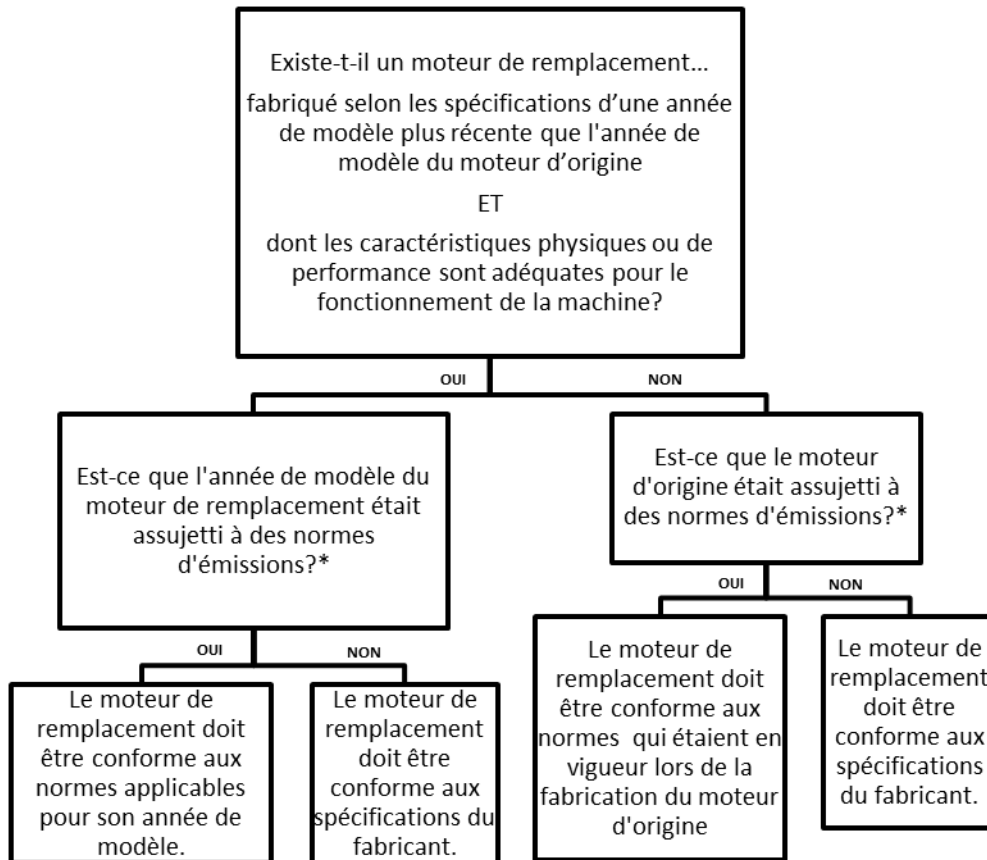 Existe-t-il un moteur de remplacement...
fabriqué selon les spécifications d’une année
de modèle plus récente que l'année de
modèle du moteur d’origine
ET
dont les caractéristiques physiques ou de
performance sont adéquates pour le
fonctionnement de la machine?
OUI
NON
Est-ce que l'année de modèle du
moteur de remplacement était
assujetti à des normes
d'émissions?*
Est-ce que le moteur
d'origine était assujetti à
des normes d'émissions?*
OUI
NON
OUI
NON
Le moteur de
remplacement doit
être conforme aux
normes applicables
pour son année de
modèle.
Le moteur de
remplacement
doit être
conforme aux
spécifications du
fabricant.
Le moteur de
remplacement doit
être conforme aux
normes qui étaient en
vigueur lors de la
fabrication du moteur
d'origine
Le moteur de
remplacement
doit être
conforme aux
spécifications
du fabricant.